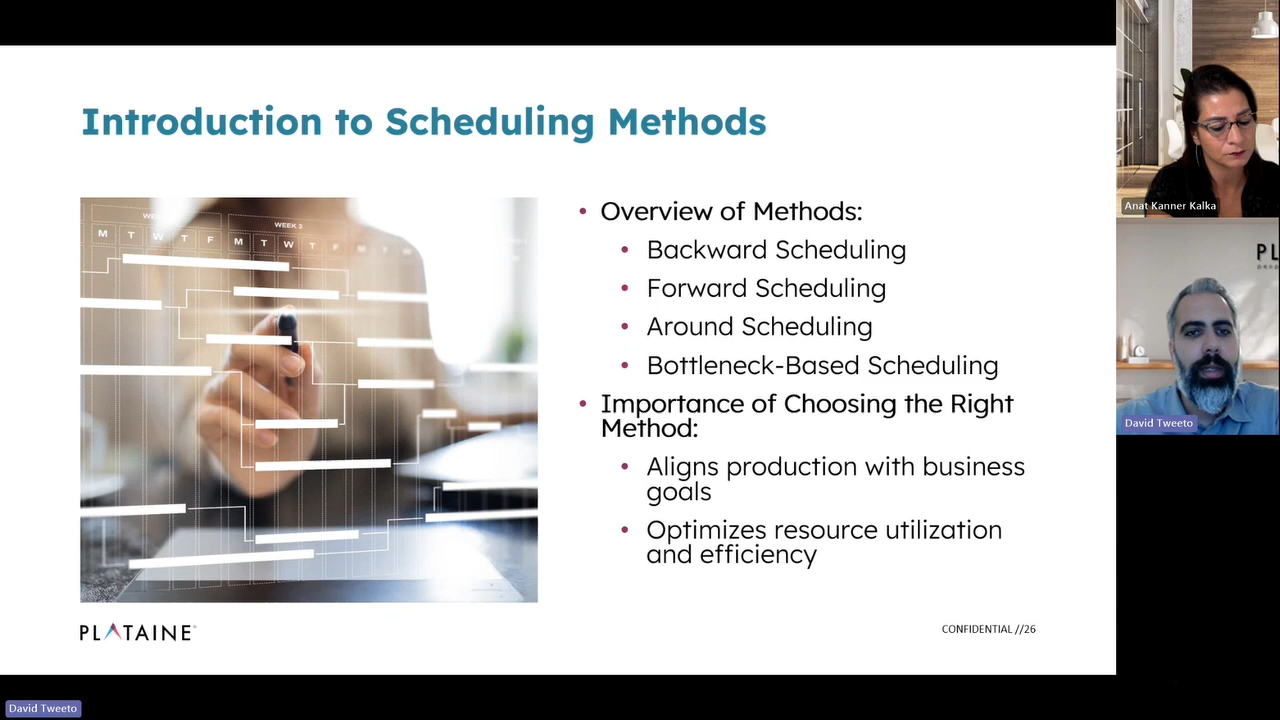 Introduction to Scheduling Methods
WEEK 3
M T W T F M T W T F M T W
• Overview of Methods:
• Backward Scheduling
• Forward Scheduling
• Around Scheduling
• Bottleneck-Based Scheduling
• Importance of Choosing the Right
Method:
• Aligns production with business
goals
• Optimizes resource utilization
and efficiency
PLATAINE
CONFIDENTIAL //26
Anat Kanner Kalka
PL
David Tweeto
David Tweeto